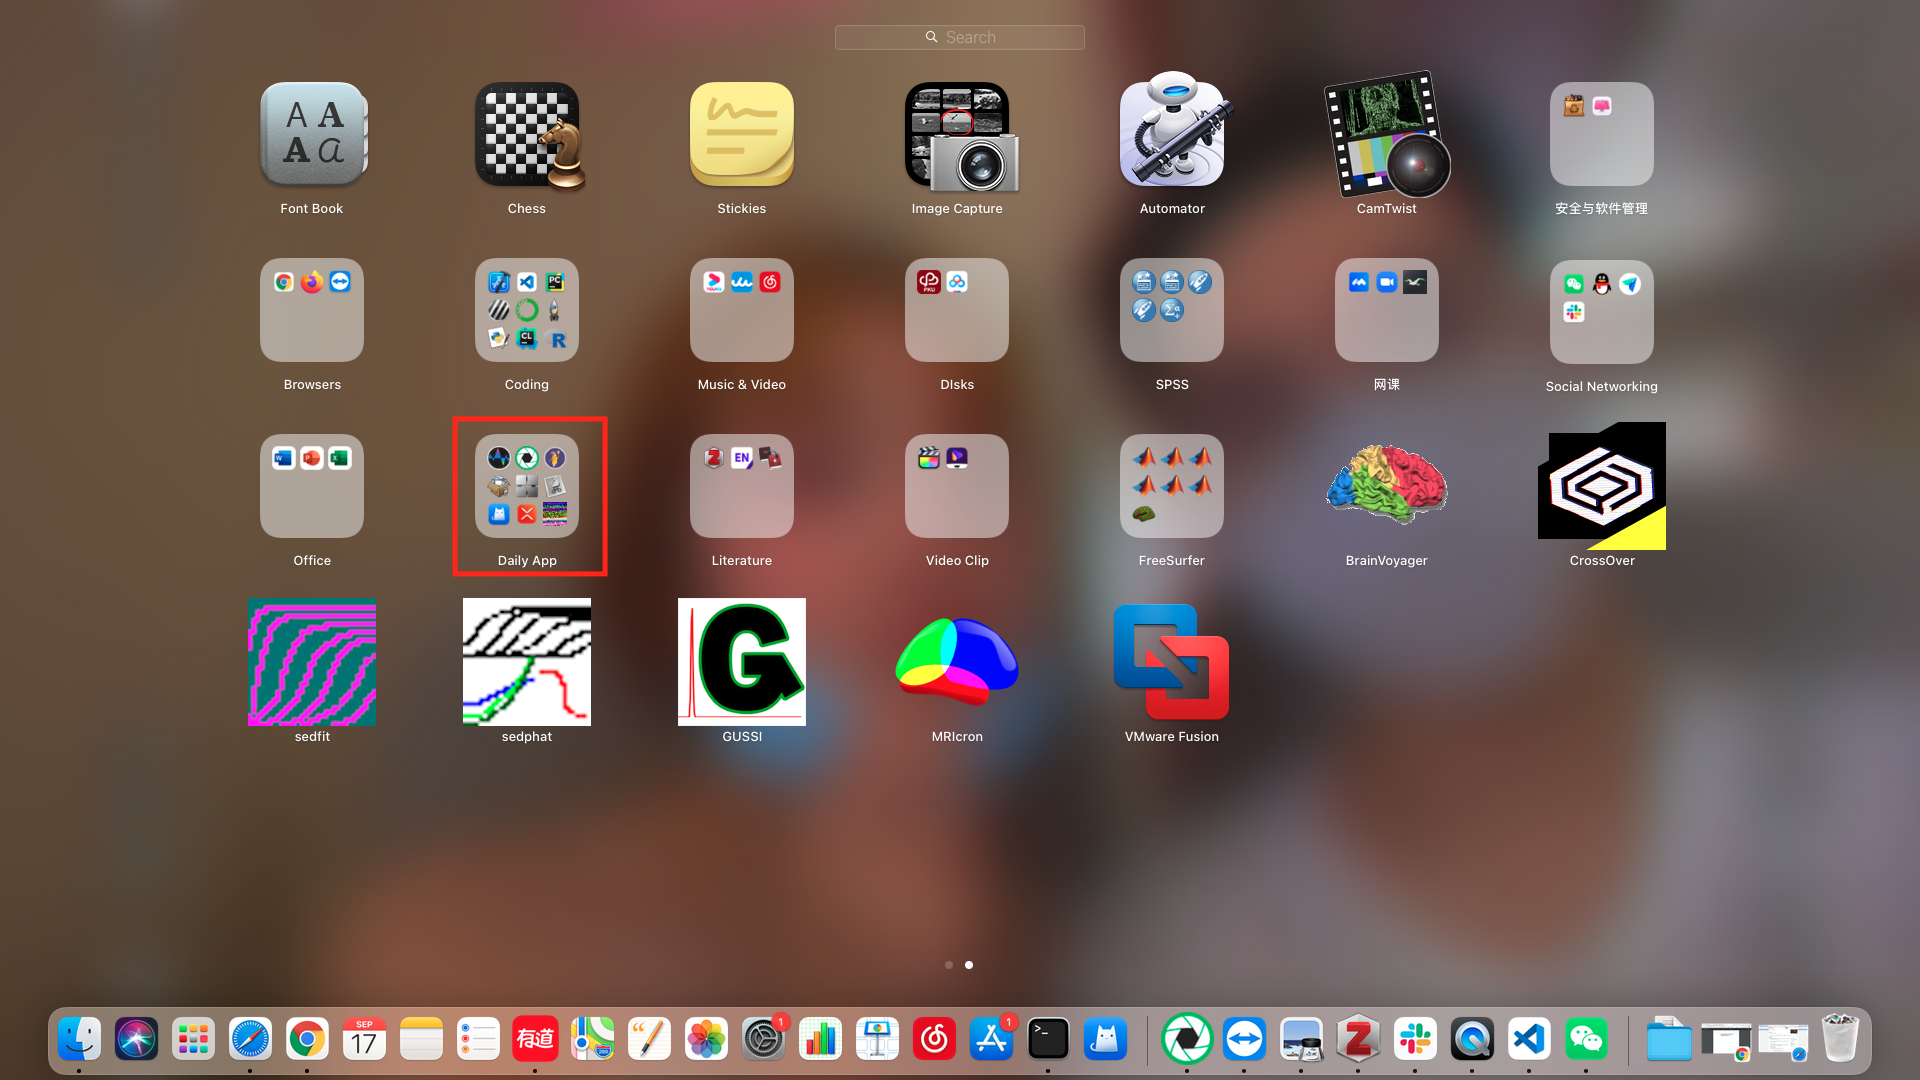 Search
Font Book
Chess
Stickies
Image Capture
Automator
CamTwist
安全与软件管理
Browsers
Coding
Music & Video
DIsks
SPSS
网课
Social Networking
EN
Office
Daily App
Literature
Video Clip
FreeSurfer
BrainVoyager
CrossOver
sedfit
sedphat
GUSSI
MRIcron
VMware Fusion
SEP
17
有道
1
1